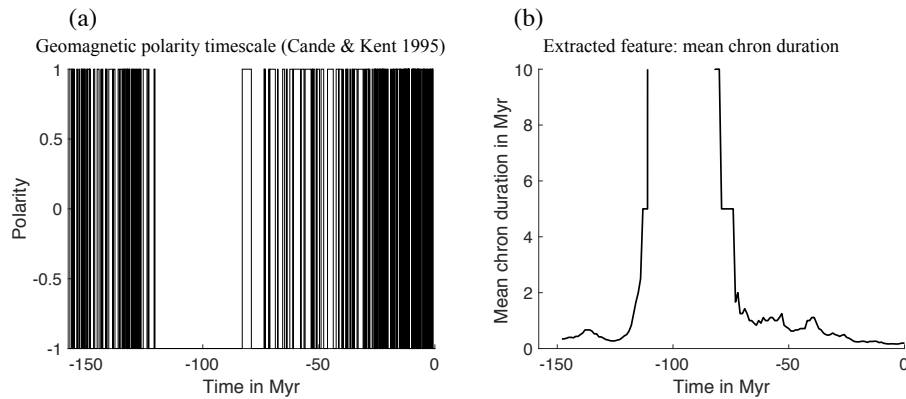 (a)
Geomagnetic polarity timescale (Cande & Kent 1995)
1
0.5
0
-0.5
-1
Polarity
-150
-100
-50
0
Time in Myr
(b)
Extracted feature: mean chron duration
10
8
6
4
2
0
Mean chron duration in Myr
-150
-100
-50
0
Time in Myr